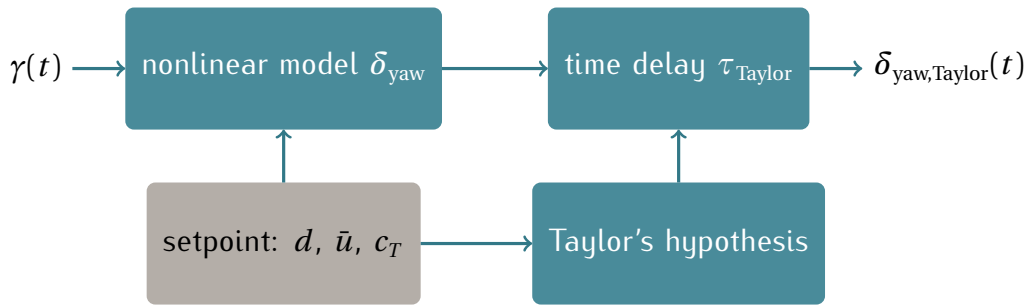 γ(t)
nonlinear model δ_yaw
time delay τ_Taylor
δ_yaw,Taylor(t)
setpoint: d, ū, c_T
Taylor's hypothesis